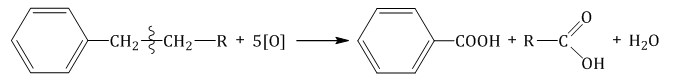 CH₂ CH₂—R + 5[O] ⟶ COOH + R—C O OH + H₂O